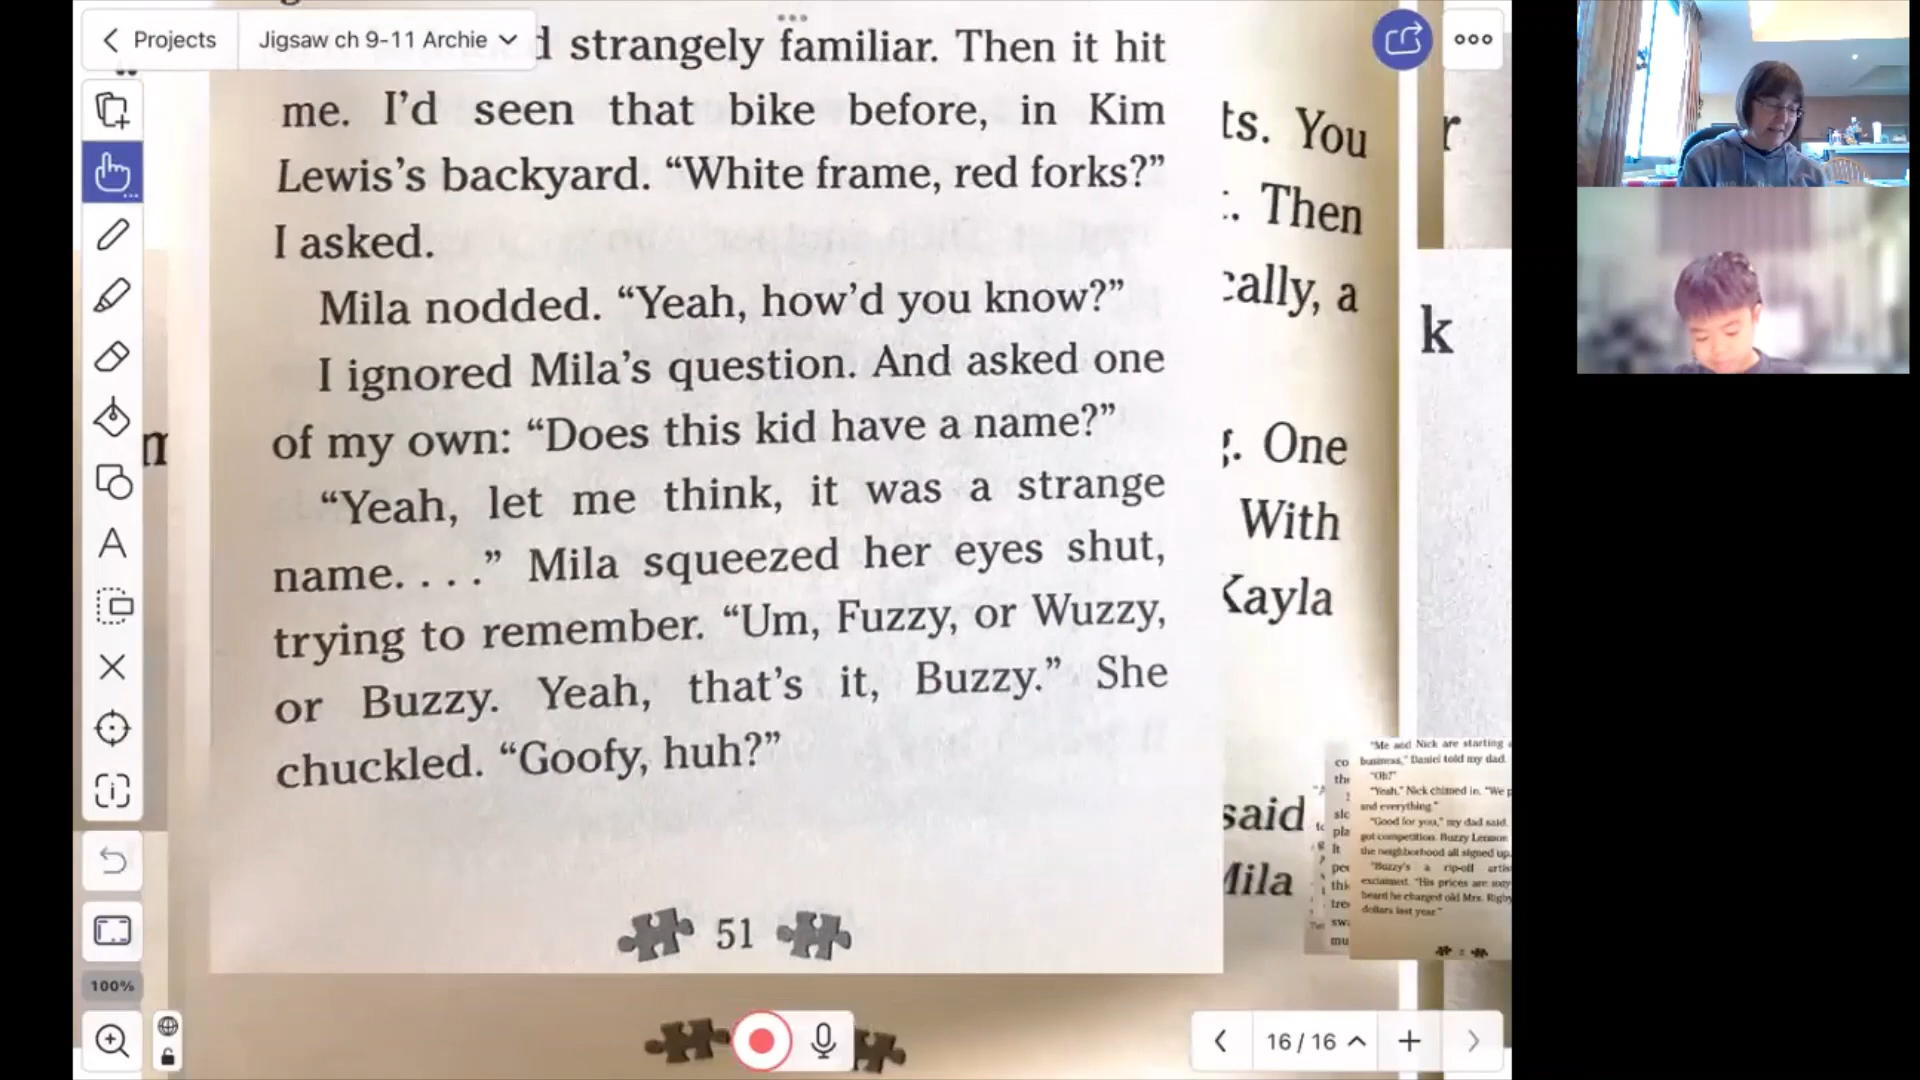 Projects
Jigsaw ch 9-11 Archie
strangely familiar. Then it hit
me. I'd seen that bike before, in Kim
Lewis's backyard. “White frame, red forks?”
I asked.
Mila nodded. “Yeah, how'd you know?”
I ignored Mila's question. And asked one
of my own: “Does this kid have a name?”
“Yeah, let me think, it was a strange
name. . . .” Mila squeezed her eyes shut,
trying to remember. “Um, Fuzzy, or Wuzzy,
or Buzzy. Yeah, that's it, Buzzy.” She
chuckled. “Goofy, huh?”
51
ts. You
Then
cally, a
k
One
With
Kayla
said
Mila
“Me and Nick are starting
business,” Daniel told my dad.
“Oh?”
“Yeah,” Nick chimed in. “We
and everything.”
“Good for you,” my dad said.
got competition. Buzzy Lennon
the neighborhood all signed up.
“Buzzy's a rip-off
exclaimed. “His prices are
heard he charged old Mrs. Rigby
dollars last year.”
100%
16 / 16